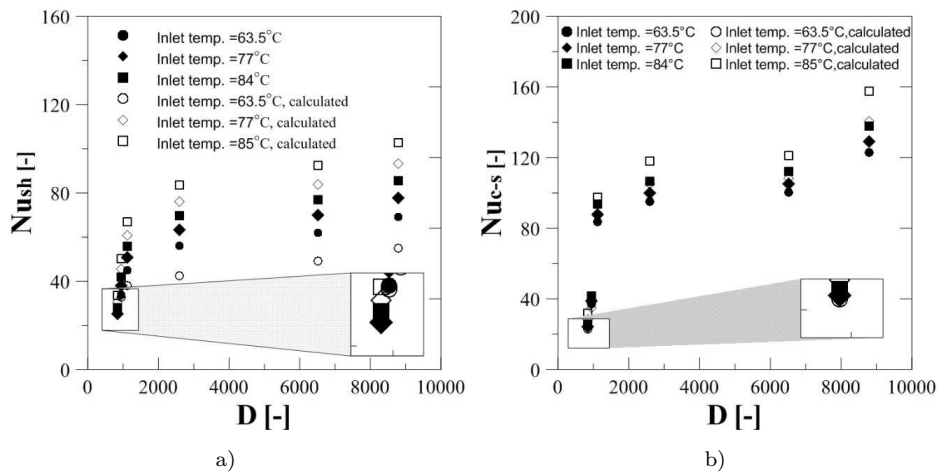 160
120
80
40
0
Nush [-]
Inlet temp. =63.5°C
Inlet temp. =77°C
Inlet temp. =84°C
Inlet temp. =63.5°C, calculated
Inlet temp. =77°C, calculated
Inlet temp. =85°C, calculated
0 2000 4000 6000 8000 10000
D [-]
a)
200
160
120
80
40
0
Nuc-s [-]
Inlet temp. =63.5°C Inlet temp. =63.5°C,calculated
Inlet temp. =77°C Inlet temp. =77°C,calculated
Inlet temp. =84°C Inlet temp. =85°C,calculated
0 2000 4000 6000 8000 10000
D [-]
b)